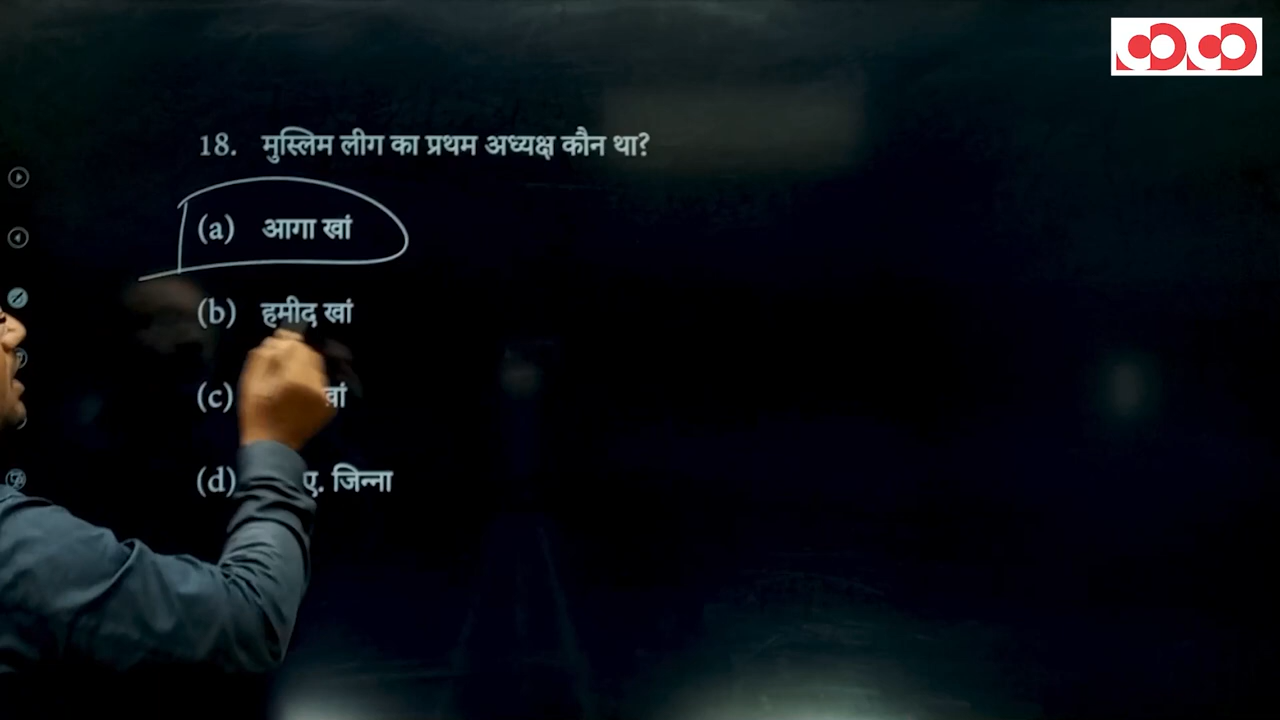 18. मुस्लिम लीग का प्रथम अध्यक्ष कौन था?
(a) आगा खां
(b) हमीद खां
(c)
(d) ए. जिन्ना